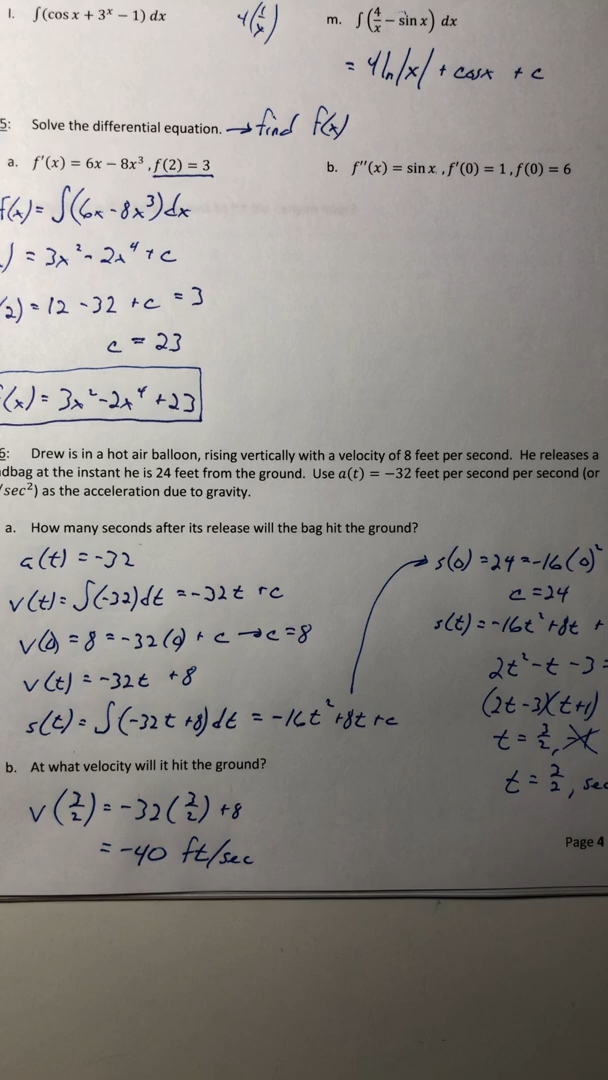 l. ∫(cos x + 3ˣ − 1) dx
4(1/x)
m. ∫(4/x − sin x) dx
= 4ln|x| + cosx + c
5: Solve the differential equation. → find f(x)
a. f′(x) = 6x − 8x³, f(2) = 3
b. f″(x) = sin x, f′(0) = 1, f(0) = 6
f(x) = ∫(6x - 8x³)dx
) = 3x² - 2x⁴ + c
(2) = 12 - 32 + c = 3
c = 23
(x) = 3x² - 2x⁴ + 23
6: Drew is in a hot air balloon, rising vertically with a velocity of 8 feet per second. He releases a
dbag at the instant he is 24 feet from the ground. Use a(t) = −32 feet per second per second (or
/sec²) as the acceleration due to gravity.
a. How many seconds after its release will the bag hit the ground?
a(t) = -32
v(t) = ∫(-32)dt = -32t + c
v(0) = 8 = -32(0) + c → c = 8
v(t) = -32t + 8
s(t) = ∫(-32t + 8)dt = -16t² + 8t + c
→ s(0) = 24 = -16(0)²
c = 24
s(t) = -16t² + 8t +
2t² - t - 3 =
(2t - 3)(t + 1)
t = 3/2,
t = 3/2, sec
b. At what velocity will it hit the ground?
v(3/2) = -32(3/2) + 8
= -40 ft/sec
Page 4